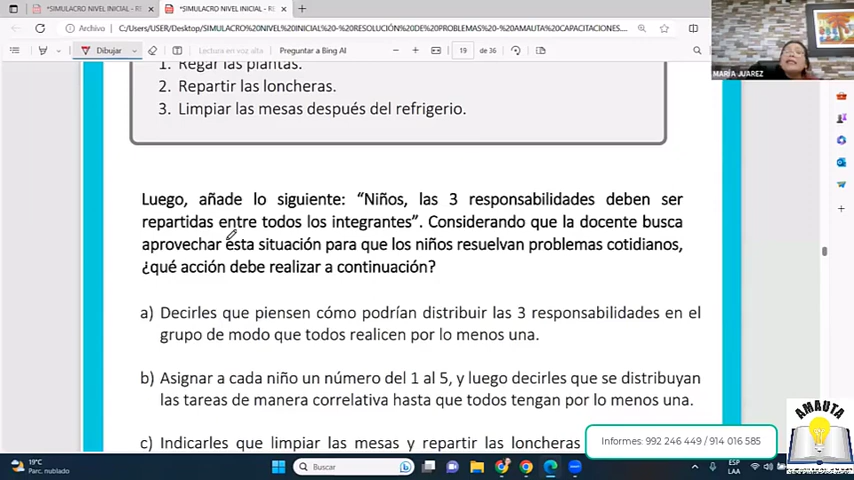 *SIMULACRO NIVEL INICIAL - RE
*SIMULACRO NIVEL INICIAL - RESOL
Archivo
C:/Users/USER/Desktop/SIMULACRO%20NIVEL%20INICIAL%20-%20RESOLUCIÓN%20DE%20PROBLEMAS%20-%20AMAUTA%20CAPACITACIONES....
Dibujar
Lectura en voz alta
Preguntar a Bing AI
19
de 36
MARÍA JUAREZ
1. Regar las plantas.
2. Repartir las loncheras.
3. Limpiar las mesas después del refrigerio.
Luego, añade lo siguiente: “Niños, las 3 responsabilidades deben ser
repartidas entre todos los integrantes”. Considerando que la docente busca
aprovechar esta situación para que los niños resuelvan problemas cotidianos,
¿qué acción debe realizar a continuación?
a) Decirles que piensen cómo podrían distribuir las 3 responsabilidades en el
grupo de modo que todos realicen por lo menos una.
b) Asignar a cada niño un número del 1 al 5, y luego decirles que se distribuyan
las tareas de manera correlativa hasta que todos tengan por lo menos una.
c) Indicarles que limpiar las mesas y repartir las loncheras
Informes: 992 246 449 / 914 016 585
AMAUTA
19°C
Parc. nublado
Buscar
ESP
LAA